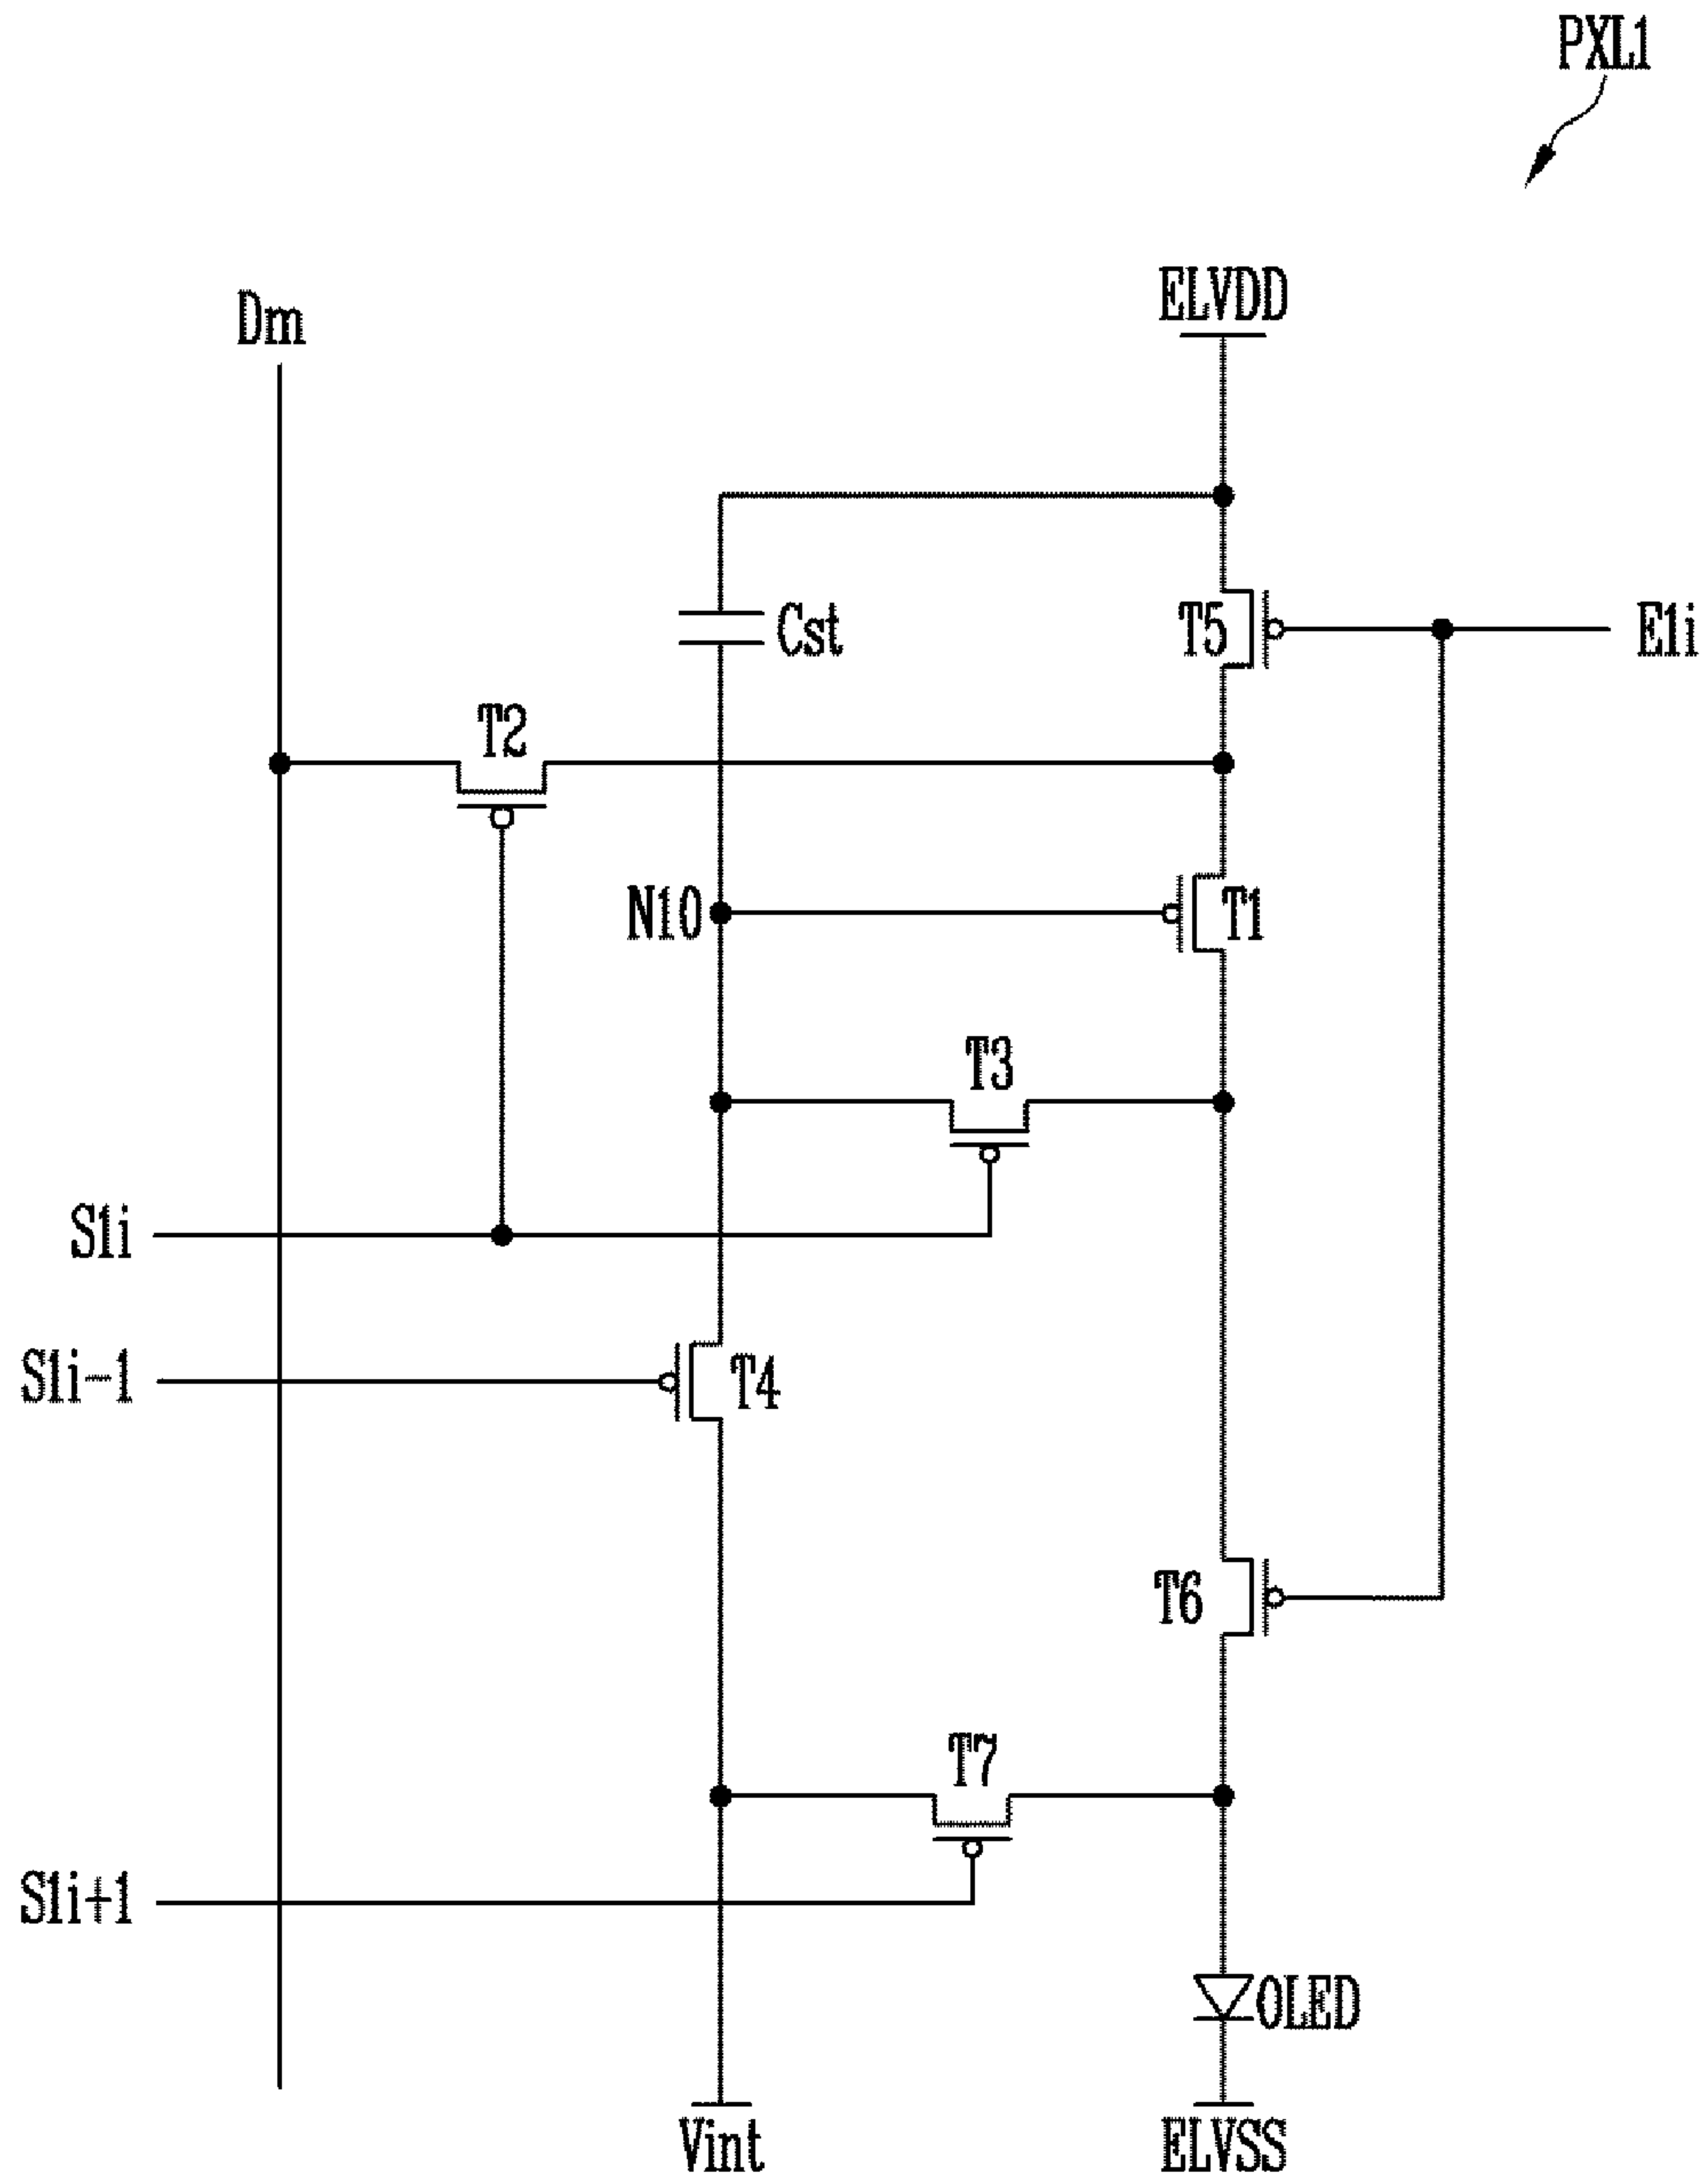 PXL1
ELVDD
Dm
T5
Cst
E1i
T2
N10
T1
T3
S1i
S1i-1
T4
T6
T7
S1i+1
OLED
Vint
ELVSS